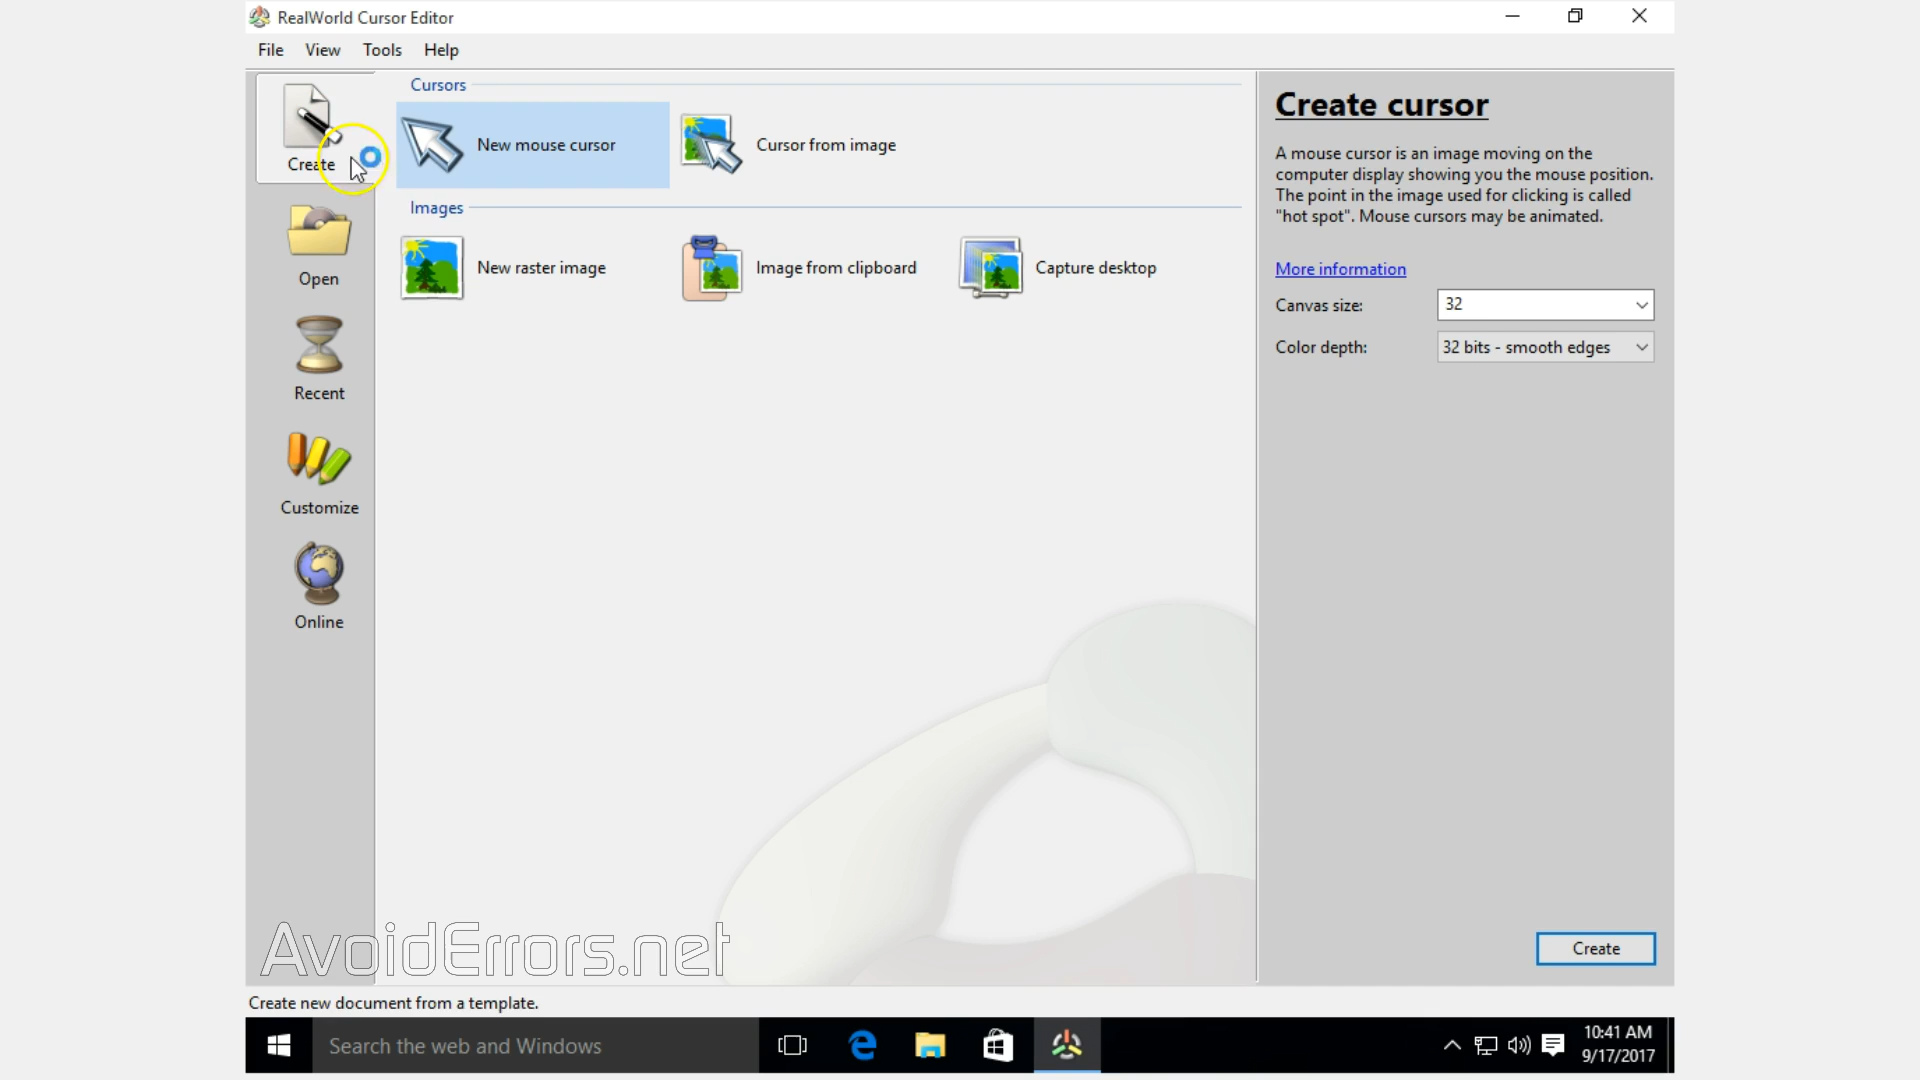 RealWorld Cursor Editor
File View Tools Help
Create
Open
Recent
Customize
Online
Cursors
New mouse cursor
Cursor from image
Images
New raster image
Image from clipboard
Capture desktop
Create cursor
A mouse cursor is an image moving on the
computer display showing you the mouse position.
The point in the image used for clicking is called
"hot spot". Mouse cursors may be animated.
More information
Canvas size: 32
Color depth: 32 bits - smooth edges
Create
AvoidErrors.net
Create new document from a template.
Search the web and Windows
10:41 AM
9/17/2017